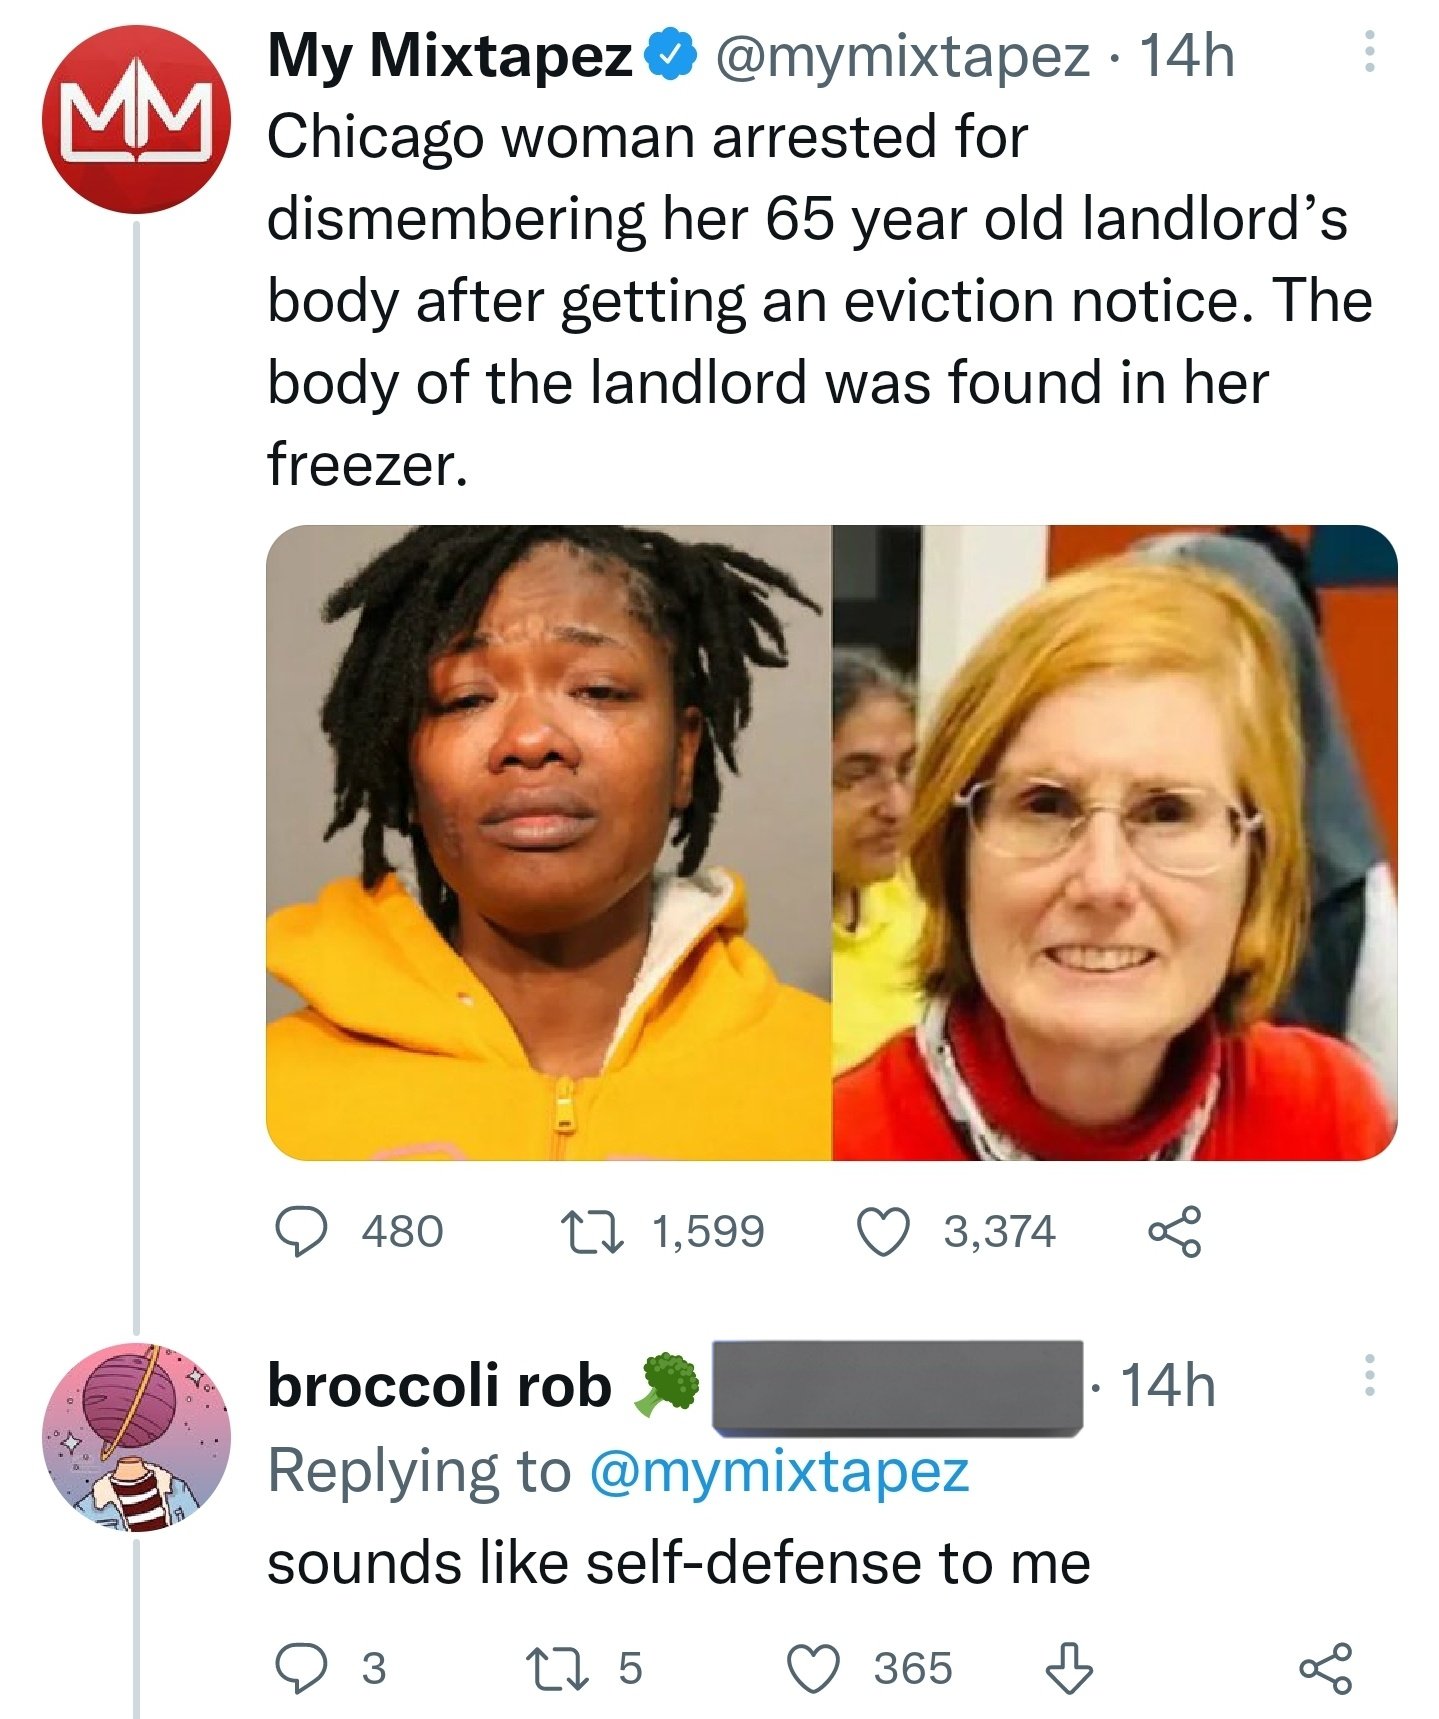 My Mixtapez @mymixtapez · 14h
Chicago woman arrested for
dismembering her 65 year old landlord’s
body after getting an eviction notice. The
body of the landlord was found in her
freezer.
480 1,599 3,374
broccoli rob 🥦 · 14h
Replying to @mymixtapez
sounds like self-defense to me
3 5 365